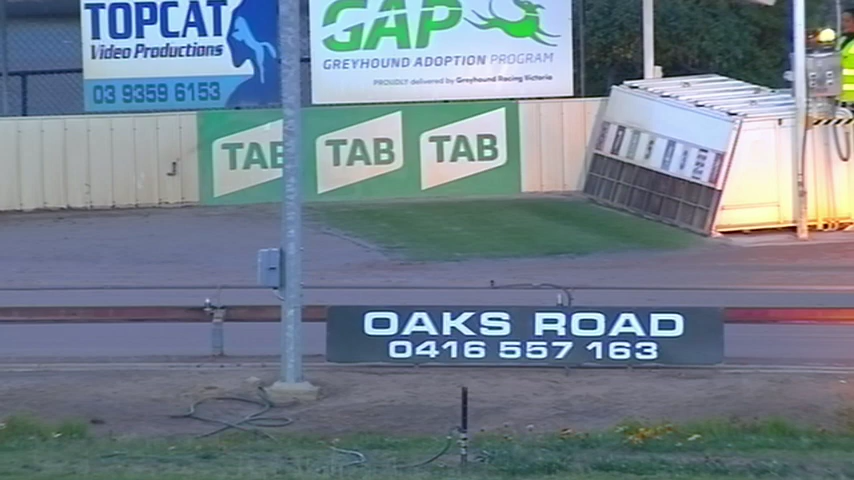 TOPCAT
Video Productions
03 9359 6153
GAP
GREYHOUND ADOPTION PROGRAM
PROUDLY delivered by Greyhound Racing Victoria
TAB TAB TAB
OAKS ROAD
0416 557 163